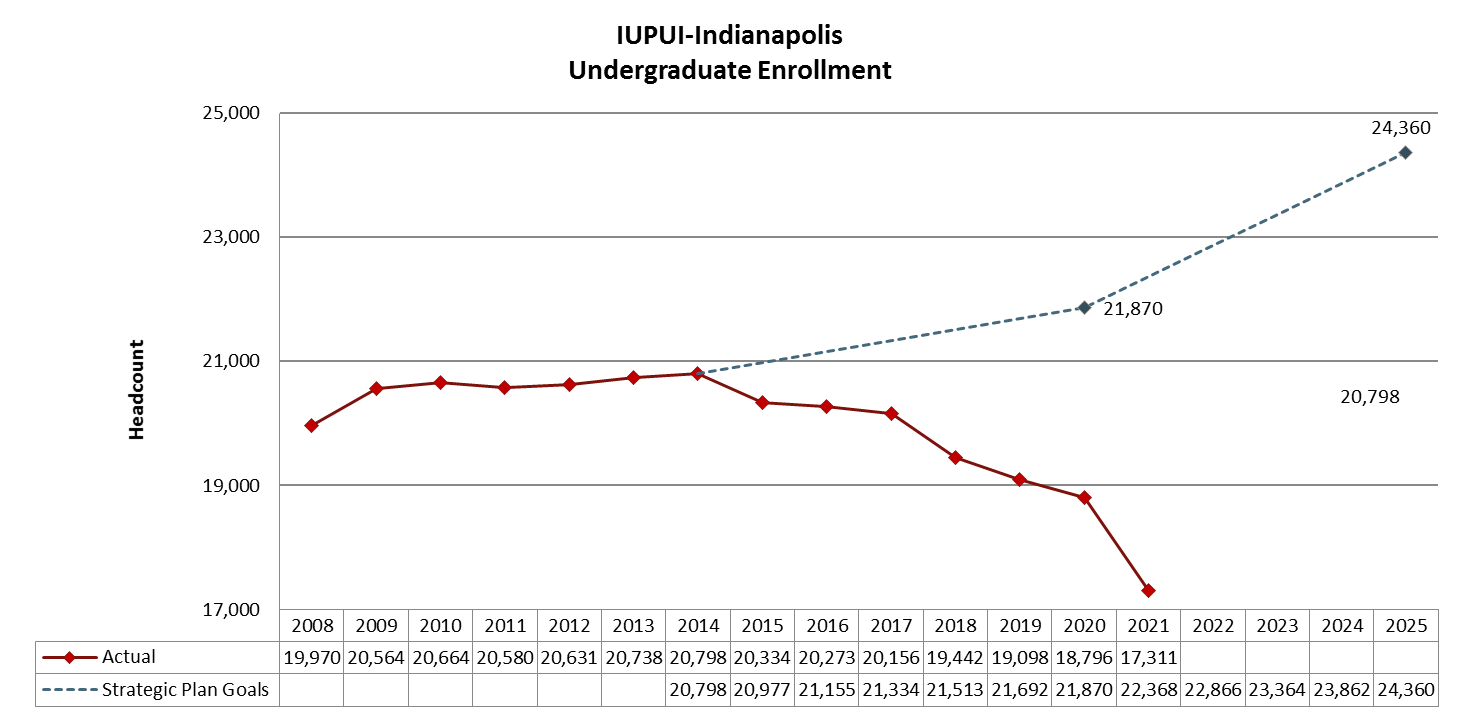 IUPUI-Indianapolis
Undergraduate Enrollment
25,000
24,360
23,000
21,870
21,000
20,798
Headcount
19,000
17,000
2008 2009 2010 2011 2012 2013 2014 2015 2016 2017 2018 2019 2020 2021 2022 2023 2024 2025
Actual 19,970 20,564 20,664 20,580 20,631 20,738 20,798 20,334 20,273 20,156 19,442 19,098 18,796 17,311
Strategic Plan Goals 20,798 20,977 21,155 21,334 21,513 21,692 21,870 22,368 22,866 23,364 23,862 24,360